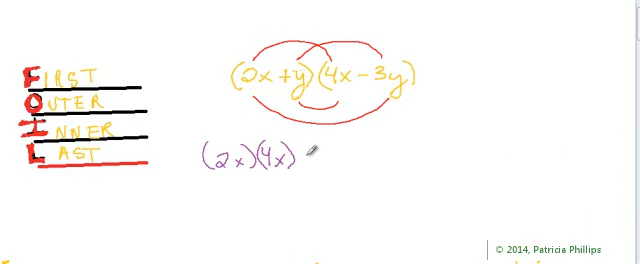 FIRST
OUTER
INNER
LAST
(2x+y)(4x-3y)
(2x)(4x)
© 2014, Patricia Phillips